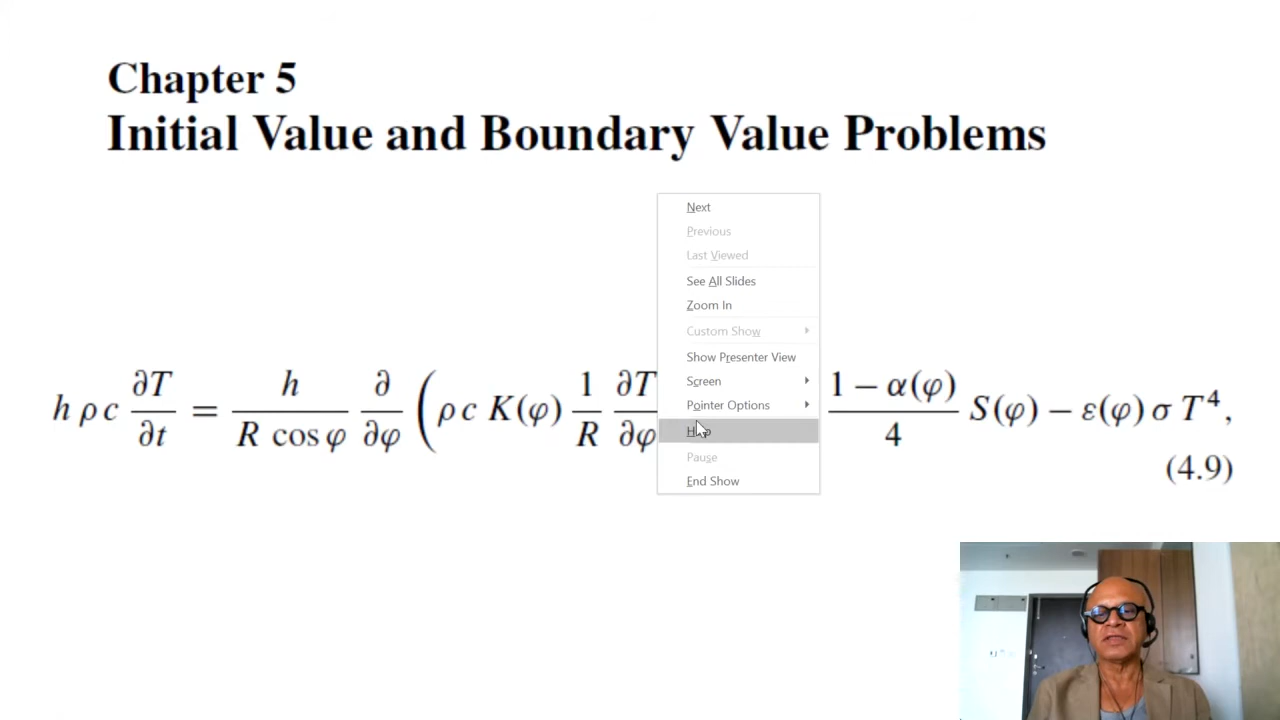 Chapter 5
Initial Value and Boundary Value Problems
Next
Previous
Last Viewed
See All Slides
Zoom In
Custom Show
Show Presenter View
Screen
Pointer Options
Help
Pause
End Show
h ρ c ∂T/∂t = h/(R cos φ) ∂/∂φ (ρ c K(φ) 1/R ∂T/∂φ 1 − α(φ)/4 S(φ) − ε(φ) σ T⁴,
(4.9)